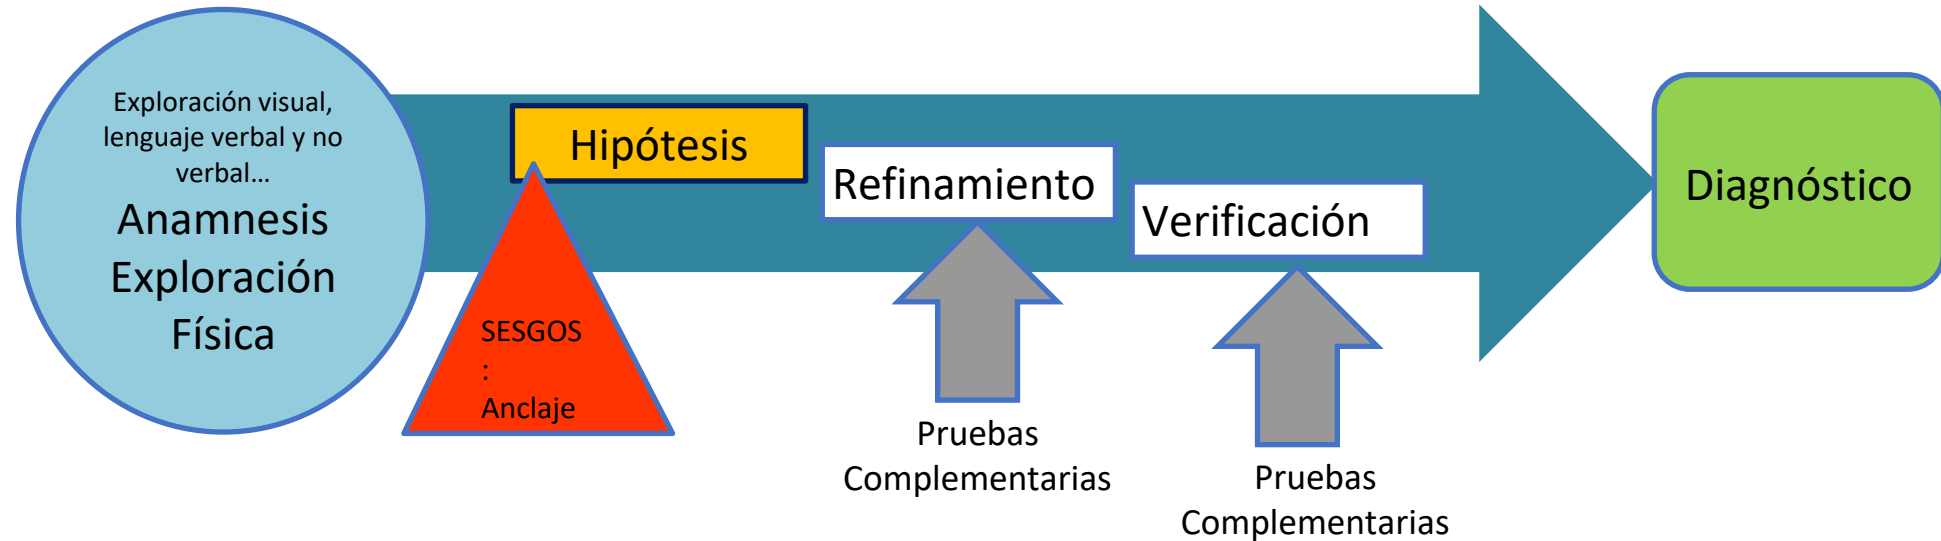 Exploración visual,
lenguaje verbal y no
verbal…
Anamnesis
Exploración
Física
Hipótesis
SESGOS
:
Anclaje
Refinamiento
Pruebas
Complementarias
Verificación
Pruebas
Complementarias
Diagnóstico